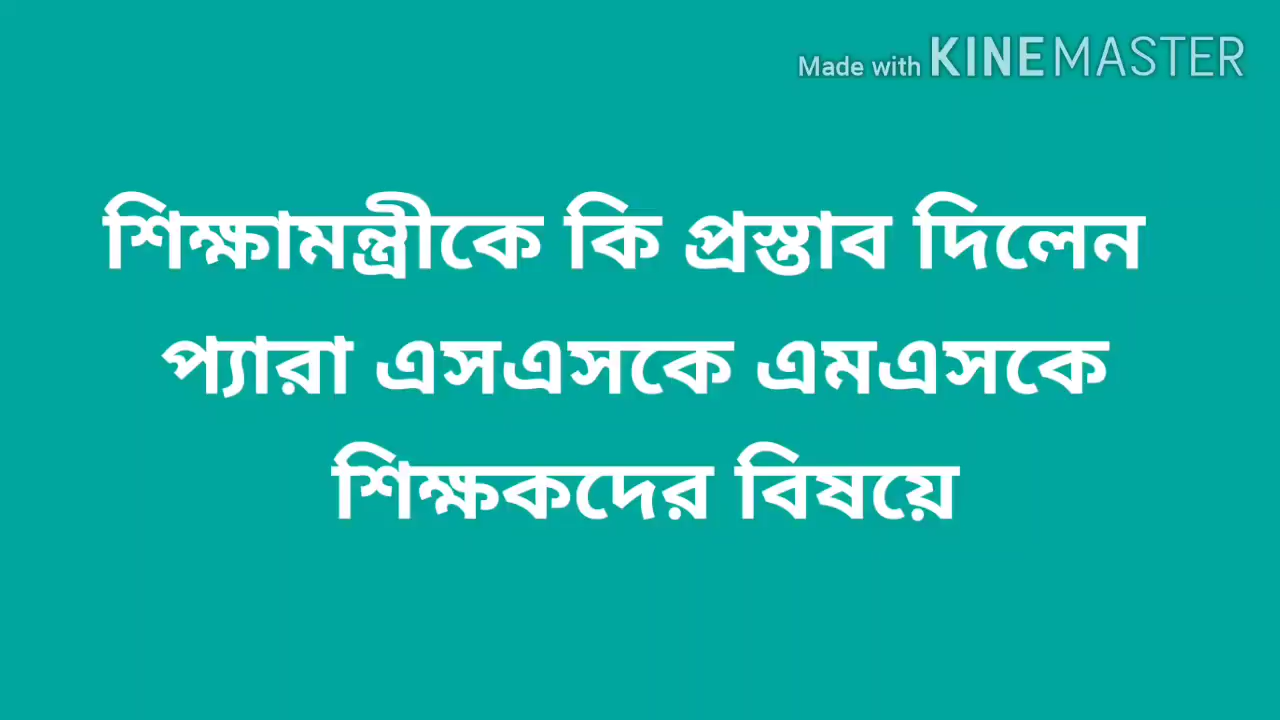 Made with KINEMASTER
শিক্ষামন্ত্রীকে কি প্রস্তাব দিলেন
প্যারা এসএসকে এমএসকে
শিক্ষকদের বিষয়ে